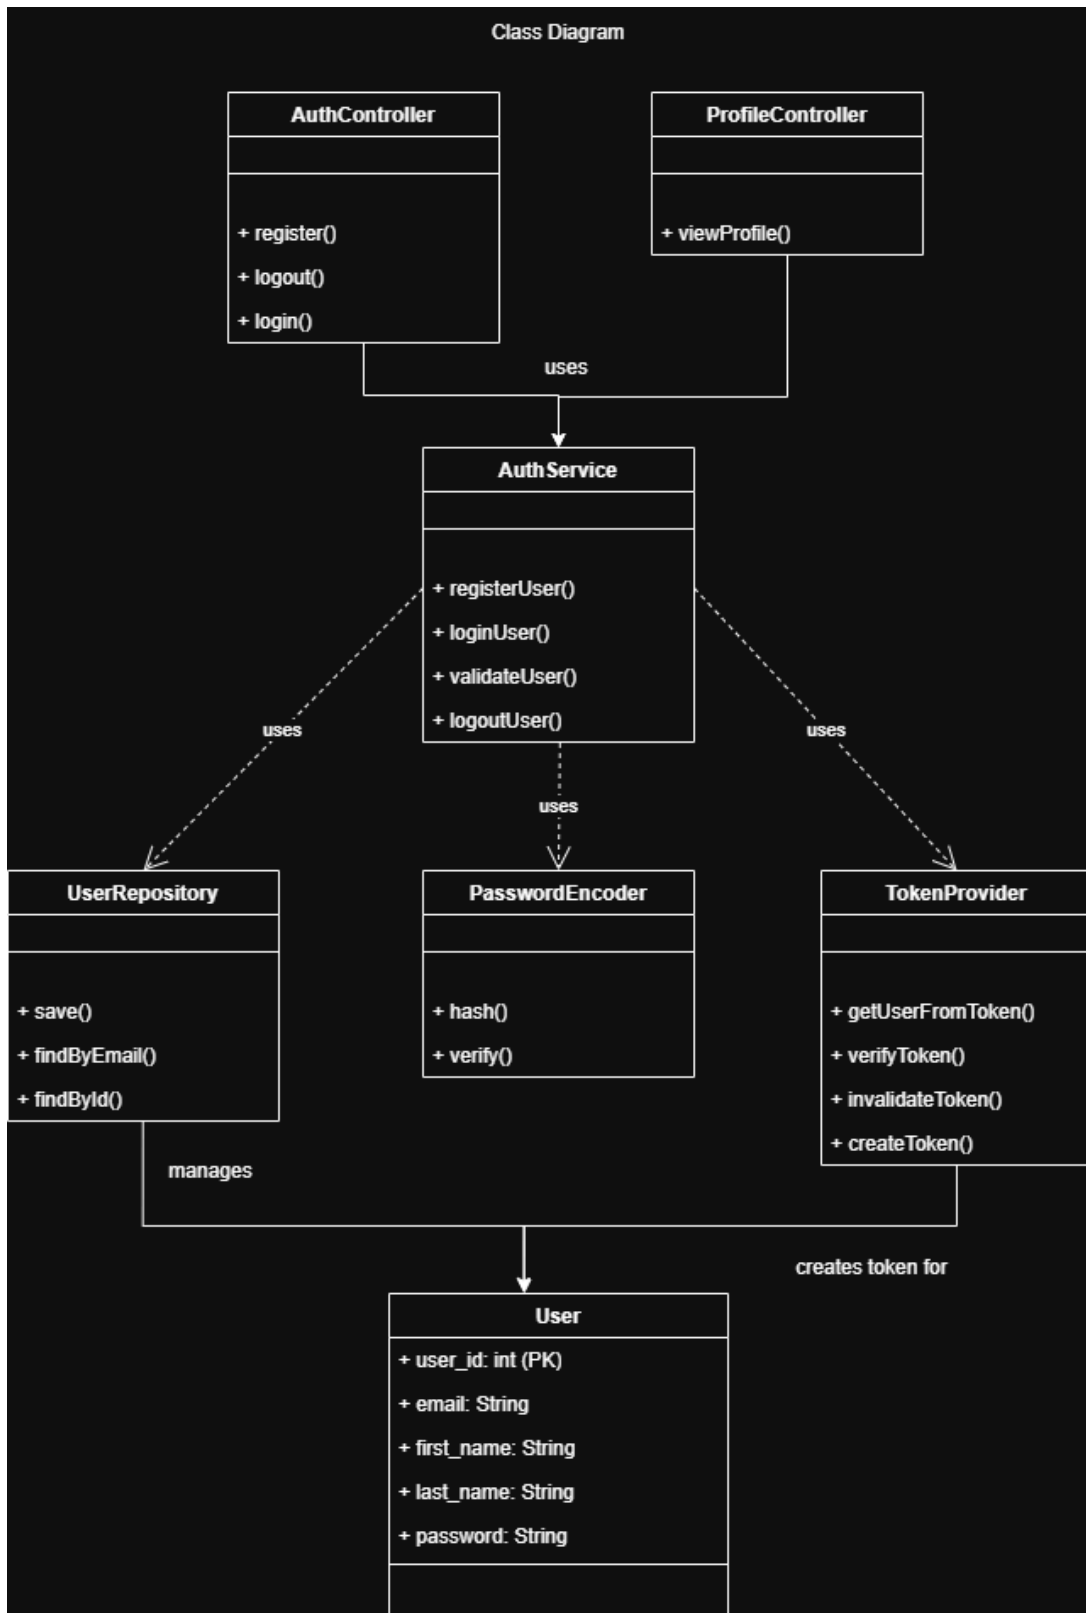 Class Diagram
AuthController
+ register()
+ logout()
+ login()
ProfileController
+ viewProfile()
uses
AuthService
+ registerUser()
+ loginUser()
+ validateUser()
+ logoutUser()
uses
uses
uses
UserRepository
+ save()
+ findByEmail()
+ findById()
PasswordEncoder
+ hash()
+ verify()
TokenProvider
+ getUserFromToken()
+ verifyToken()
+ invalidateToken()
+ createToken()
manages
creates token for
User
+ user_id: int (PK)
+ email: String
+ first_name: String
+ last_name: String
+ password: String